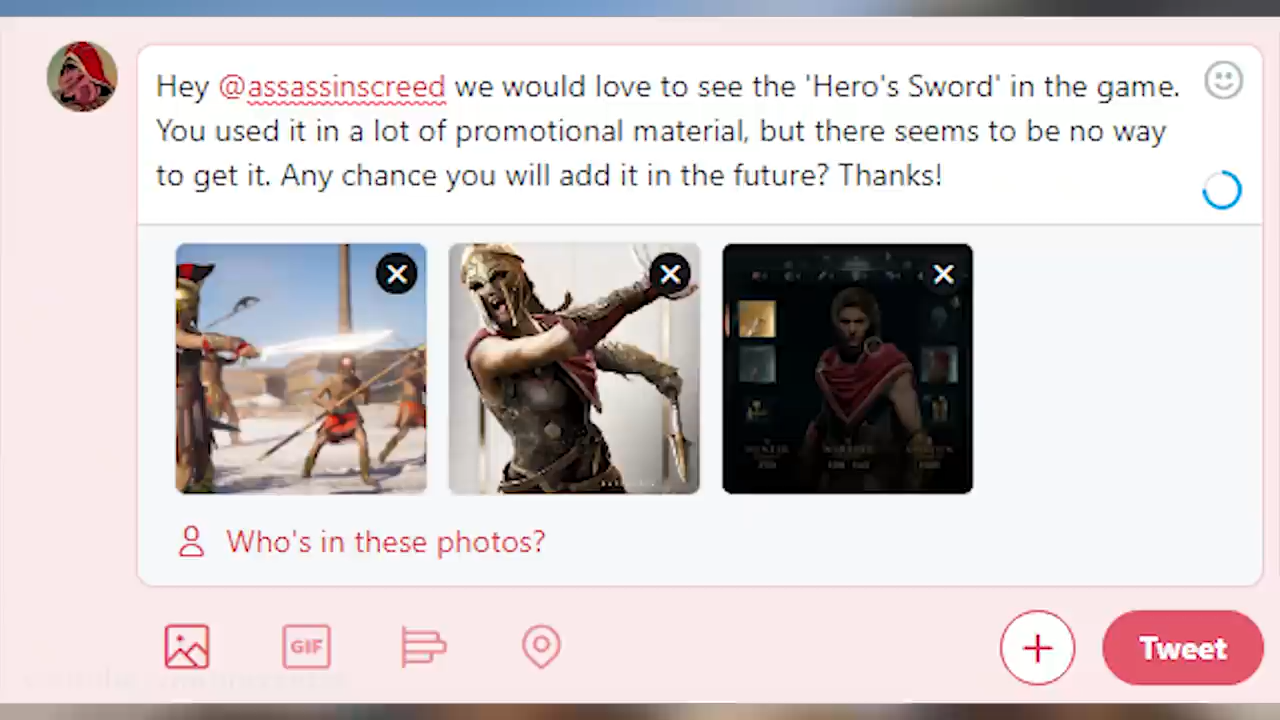 Hey @assassinscreed we would love to see the 'Hero's Sword' in the game.
You used it in a lot of promotional material, but there seems to be no way
to get it. Any chance you will add it in the future? Thanks!
Who's in these photos?
GIF
Tweet